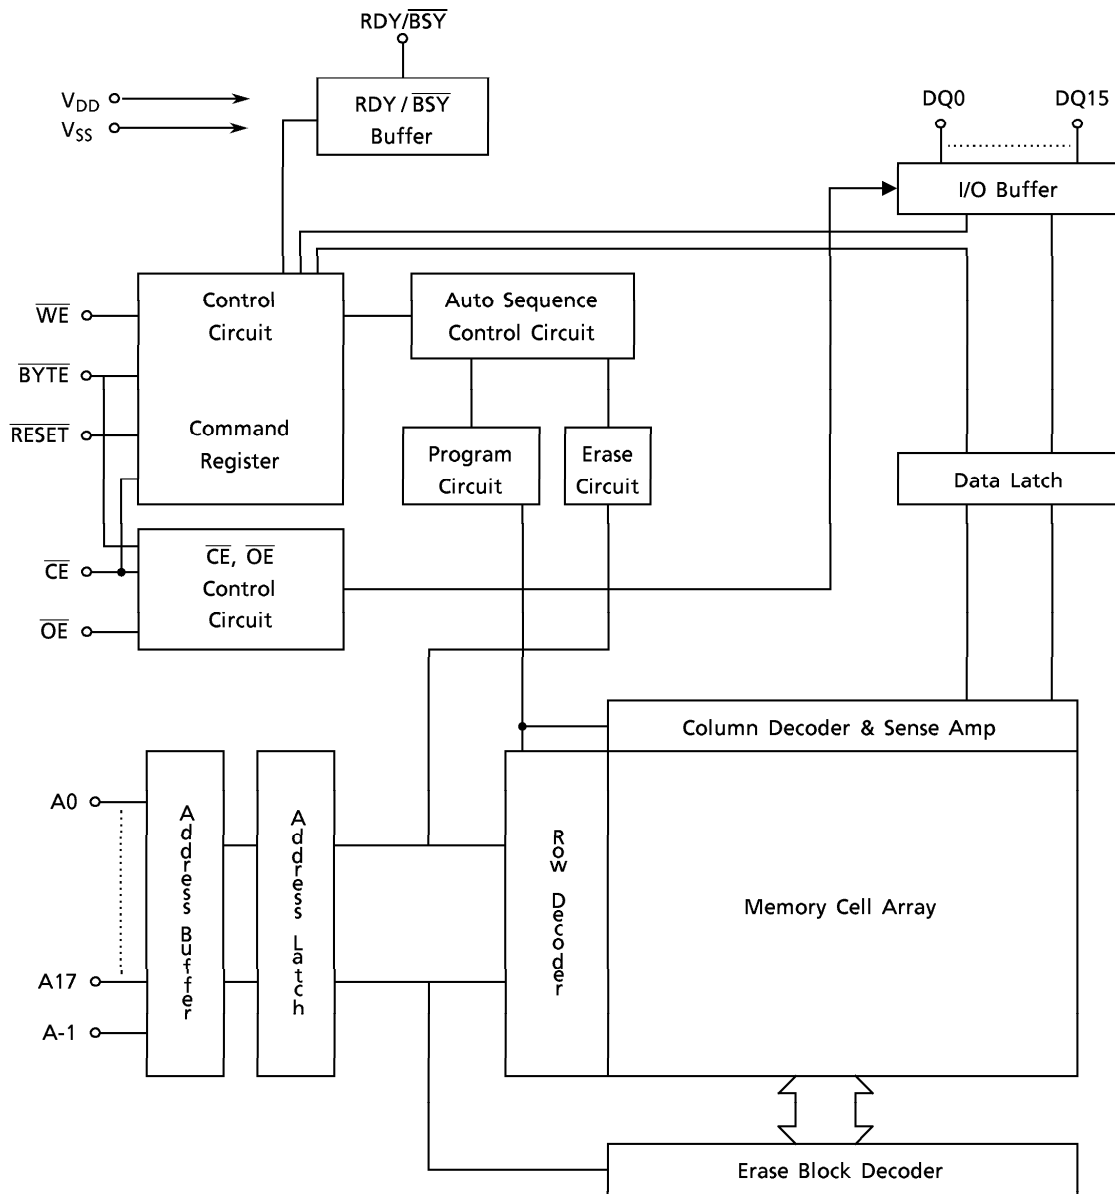 RDY/BSY
VDD
VSS
RDY / BSY
Buffer
DQ0
DQ15
I/O Buffer
WE
BYTE
RESET
CE
OE
Control
Circuit
Command
Register
Auto Sequence
Control Circuit
Program
Circuit
Erase
Circuit
Data Latch
CE, OE
Control
Circuit
Column Decoder & Sense Amp
A0
A17
A-1
Address Buffer
Address Latch
Row Decoder
Memory Cell Array
Erase Block Decoder